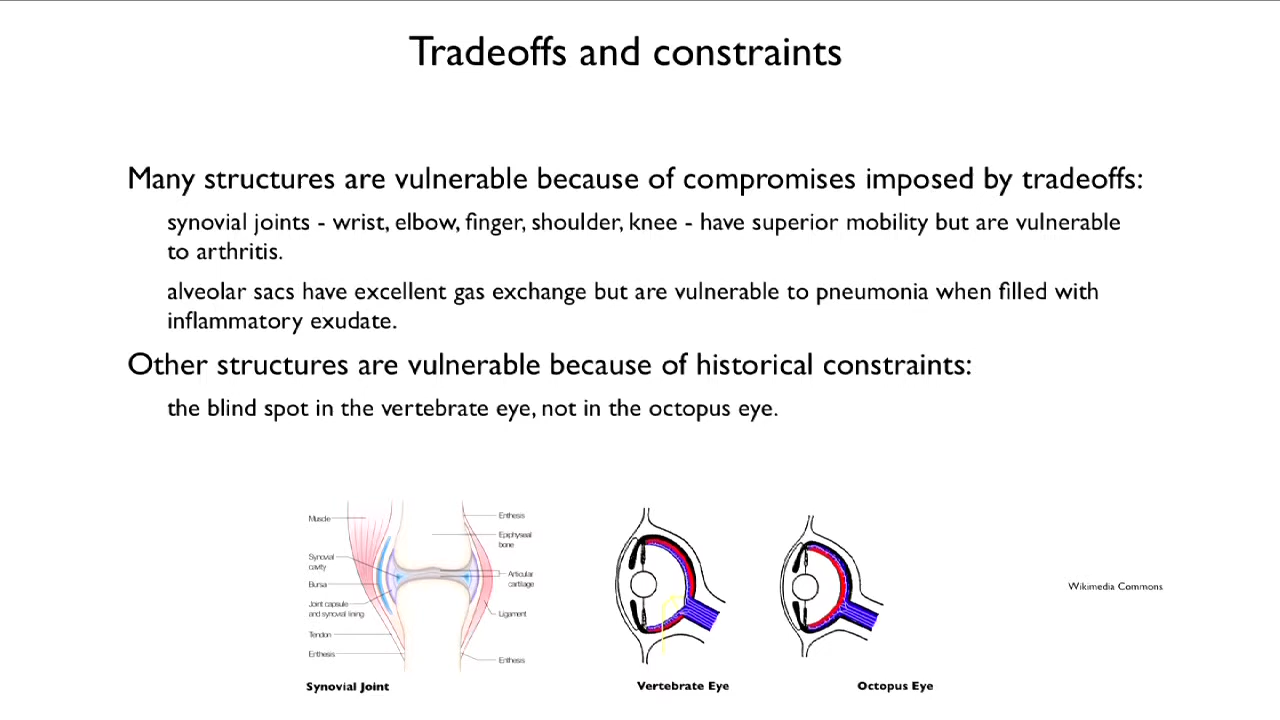 Tradeoffs and constraints
Many structures are vulnerable because of compromises imposed by tradeoffs:
synovial joints - wrist, elbow, finger, shoulder, knee - have superior mobility but are vulnerable
to arthritis.
alveolar sacs have excellent gas exchange but are vulnerable to pneumonia when filled with
inflammatory exudate.
Other structures are vulnerable because of historical constraints:
the blind spot in the vertebrate eye, not in the octopus eye.
Muscle
Synovial
cavity
Bursa
Joint capsule
and synovial lining
Tendon
Enthesis
Enthesis
Epiphyseal
bone
Articular
cartilage
Ligament
Enthesis
Synovial Joint
Vertebrate Eye
Octopus Eye
Wikimedia Commons